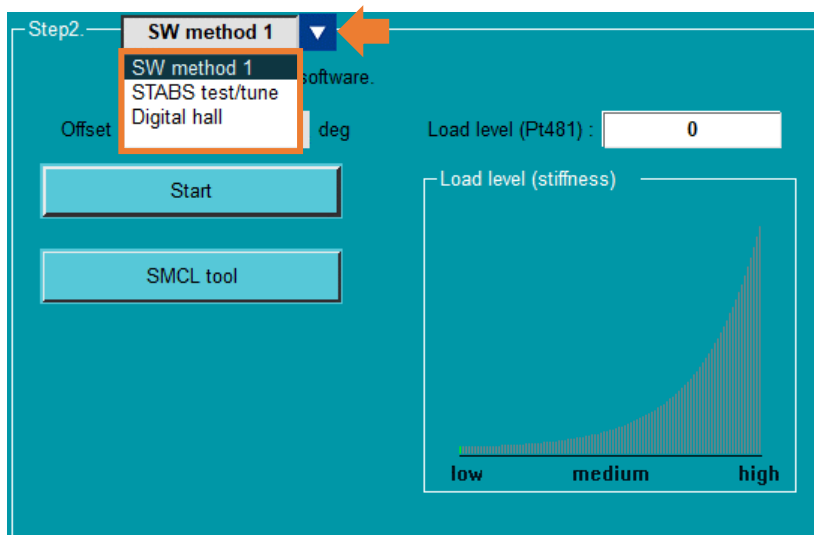 Step2.
SW method 1
SW method 1
STABS test/tune
Digital hall
software.
Offset
deg
Load level (Pt481) :
0
Start
Load level (stiffness)
SMCL tool
low
medium
high